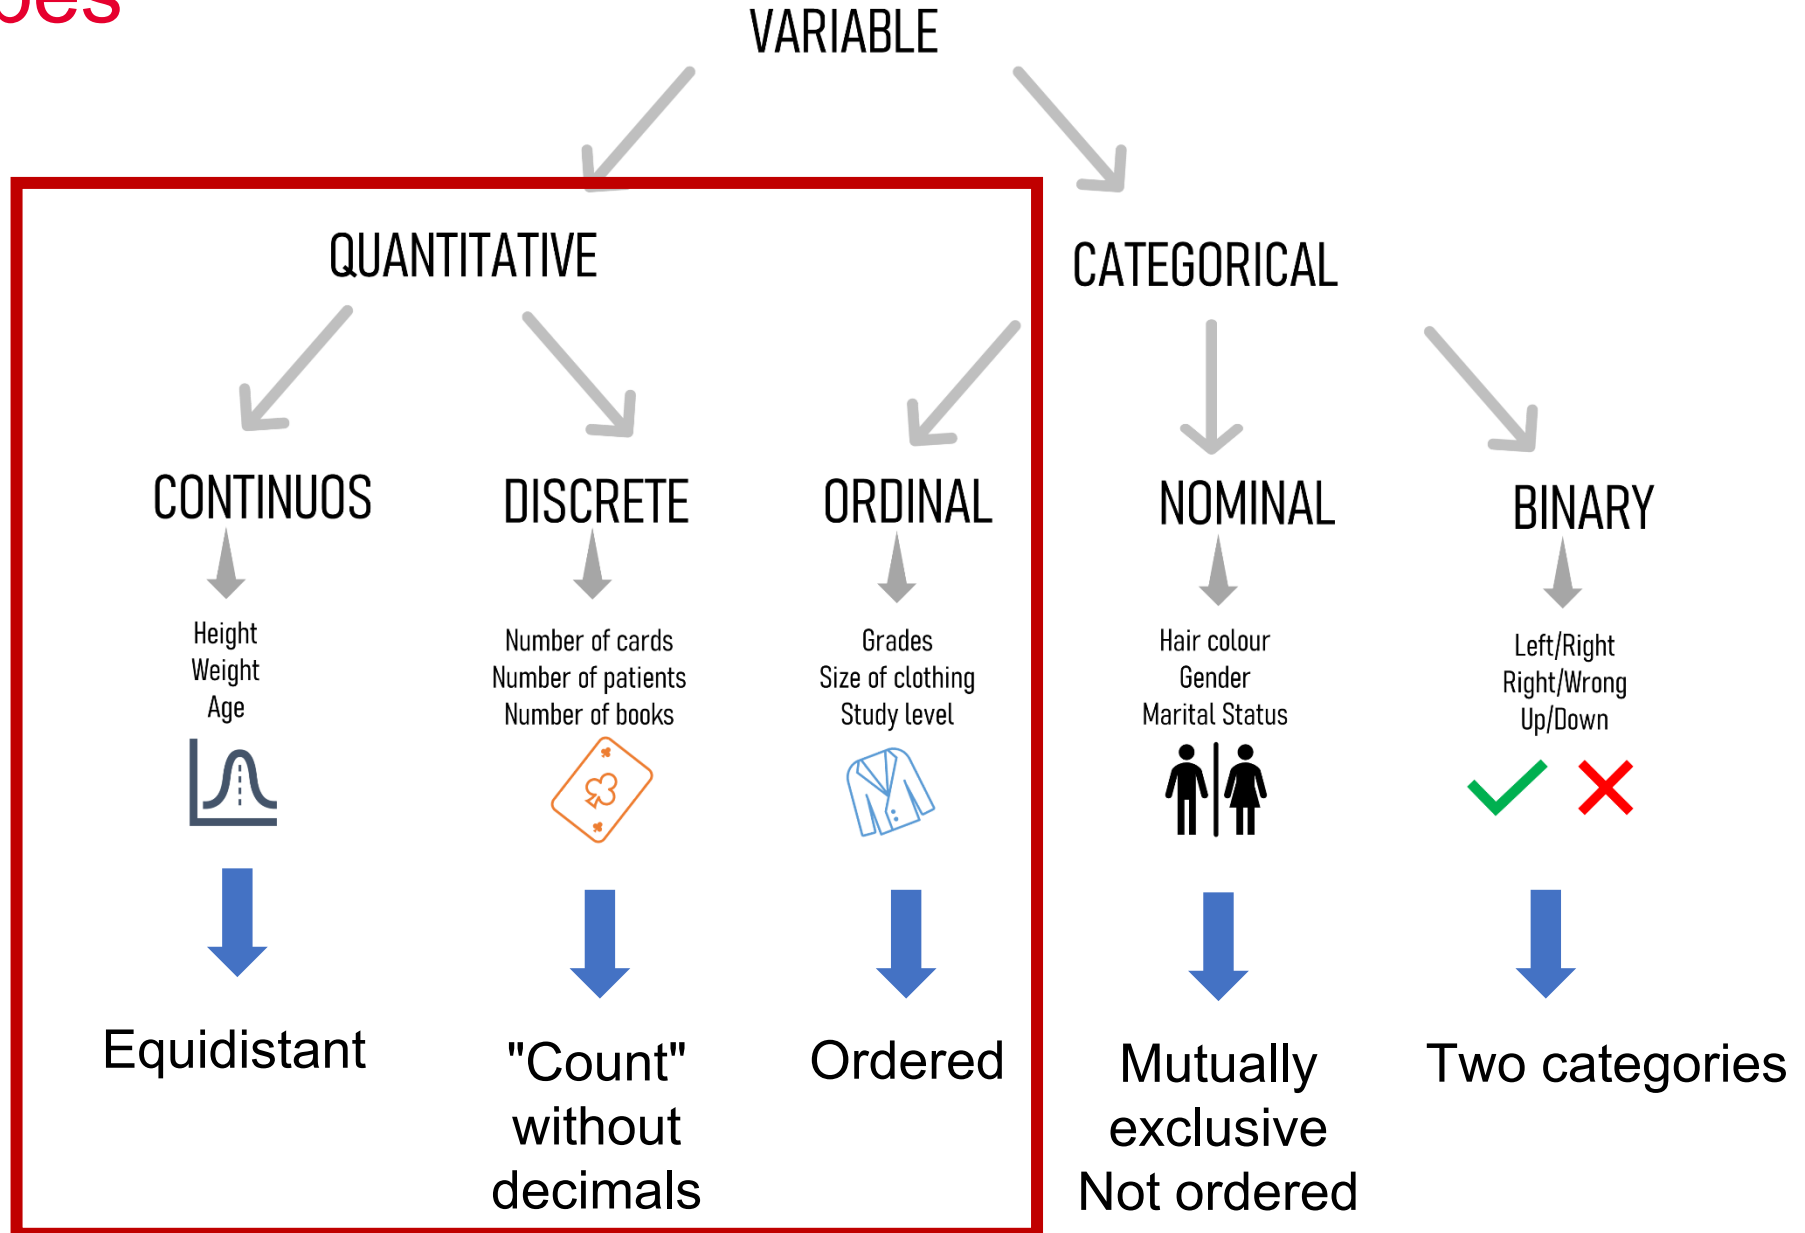 VARIABLE
QUANTITATIVE
CATEGORICAL
CONTINUOS
DISCRETE
ORDINAL
NOMINAL
BINARY
Height
Weight
Age
Number of cards
Number of patients
Number of books
Grades
Size of clothing
Study level
Hair colour
Gender
Marital Status
Left/Right
Right/Wrong
Up/Down
Equidistant
"Count"
without
decimals
Ordered
Mutually
exclusive
Not ordered
Two categories